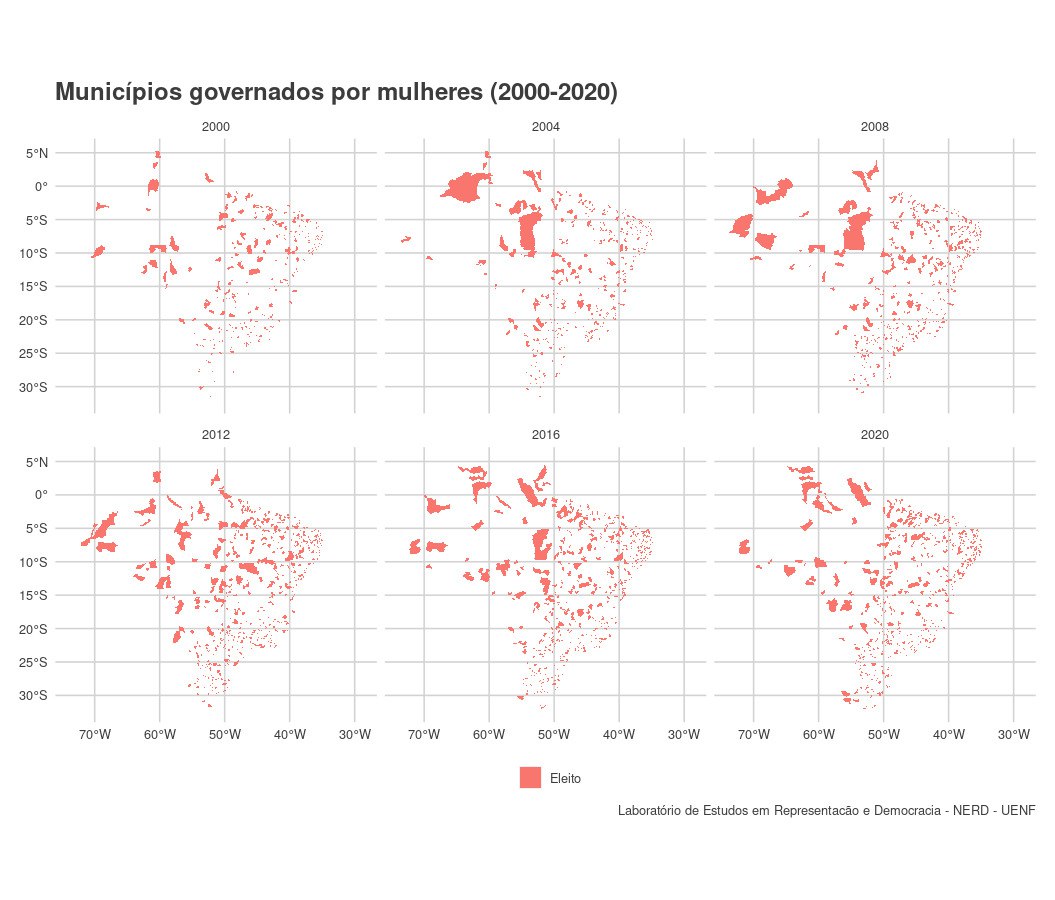 Municípios governados por mulheres (2000-2020)
2000 2004 2008
5°N
0°
5°S
10°S
15°S
20°S
25°S
30°S
2012 2016 2020
5°N
0°
5°S
10°S
15°S
20°S
25°S
30°S
70°W 60°W 50°W 40°W 30°W 70°W 60°W 50°W 40°W 30°W 70°W 60°W 50°W 40°W 30°W
Eleito
Laboratório de Estudos em Representacão e Democracia - NERD - UENF